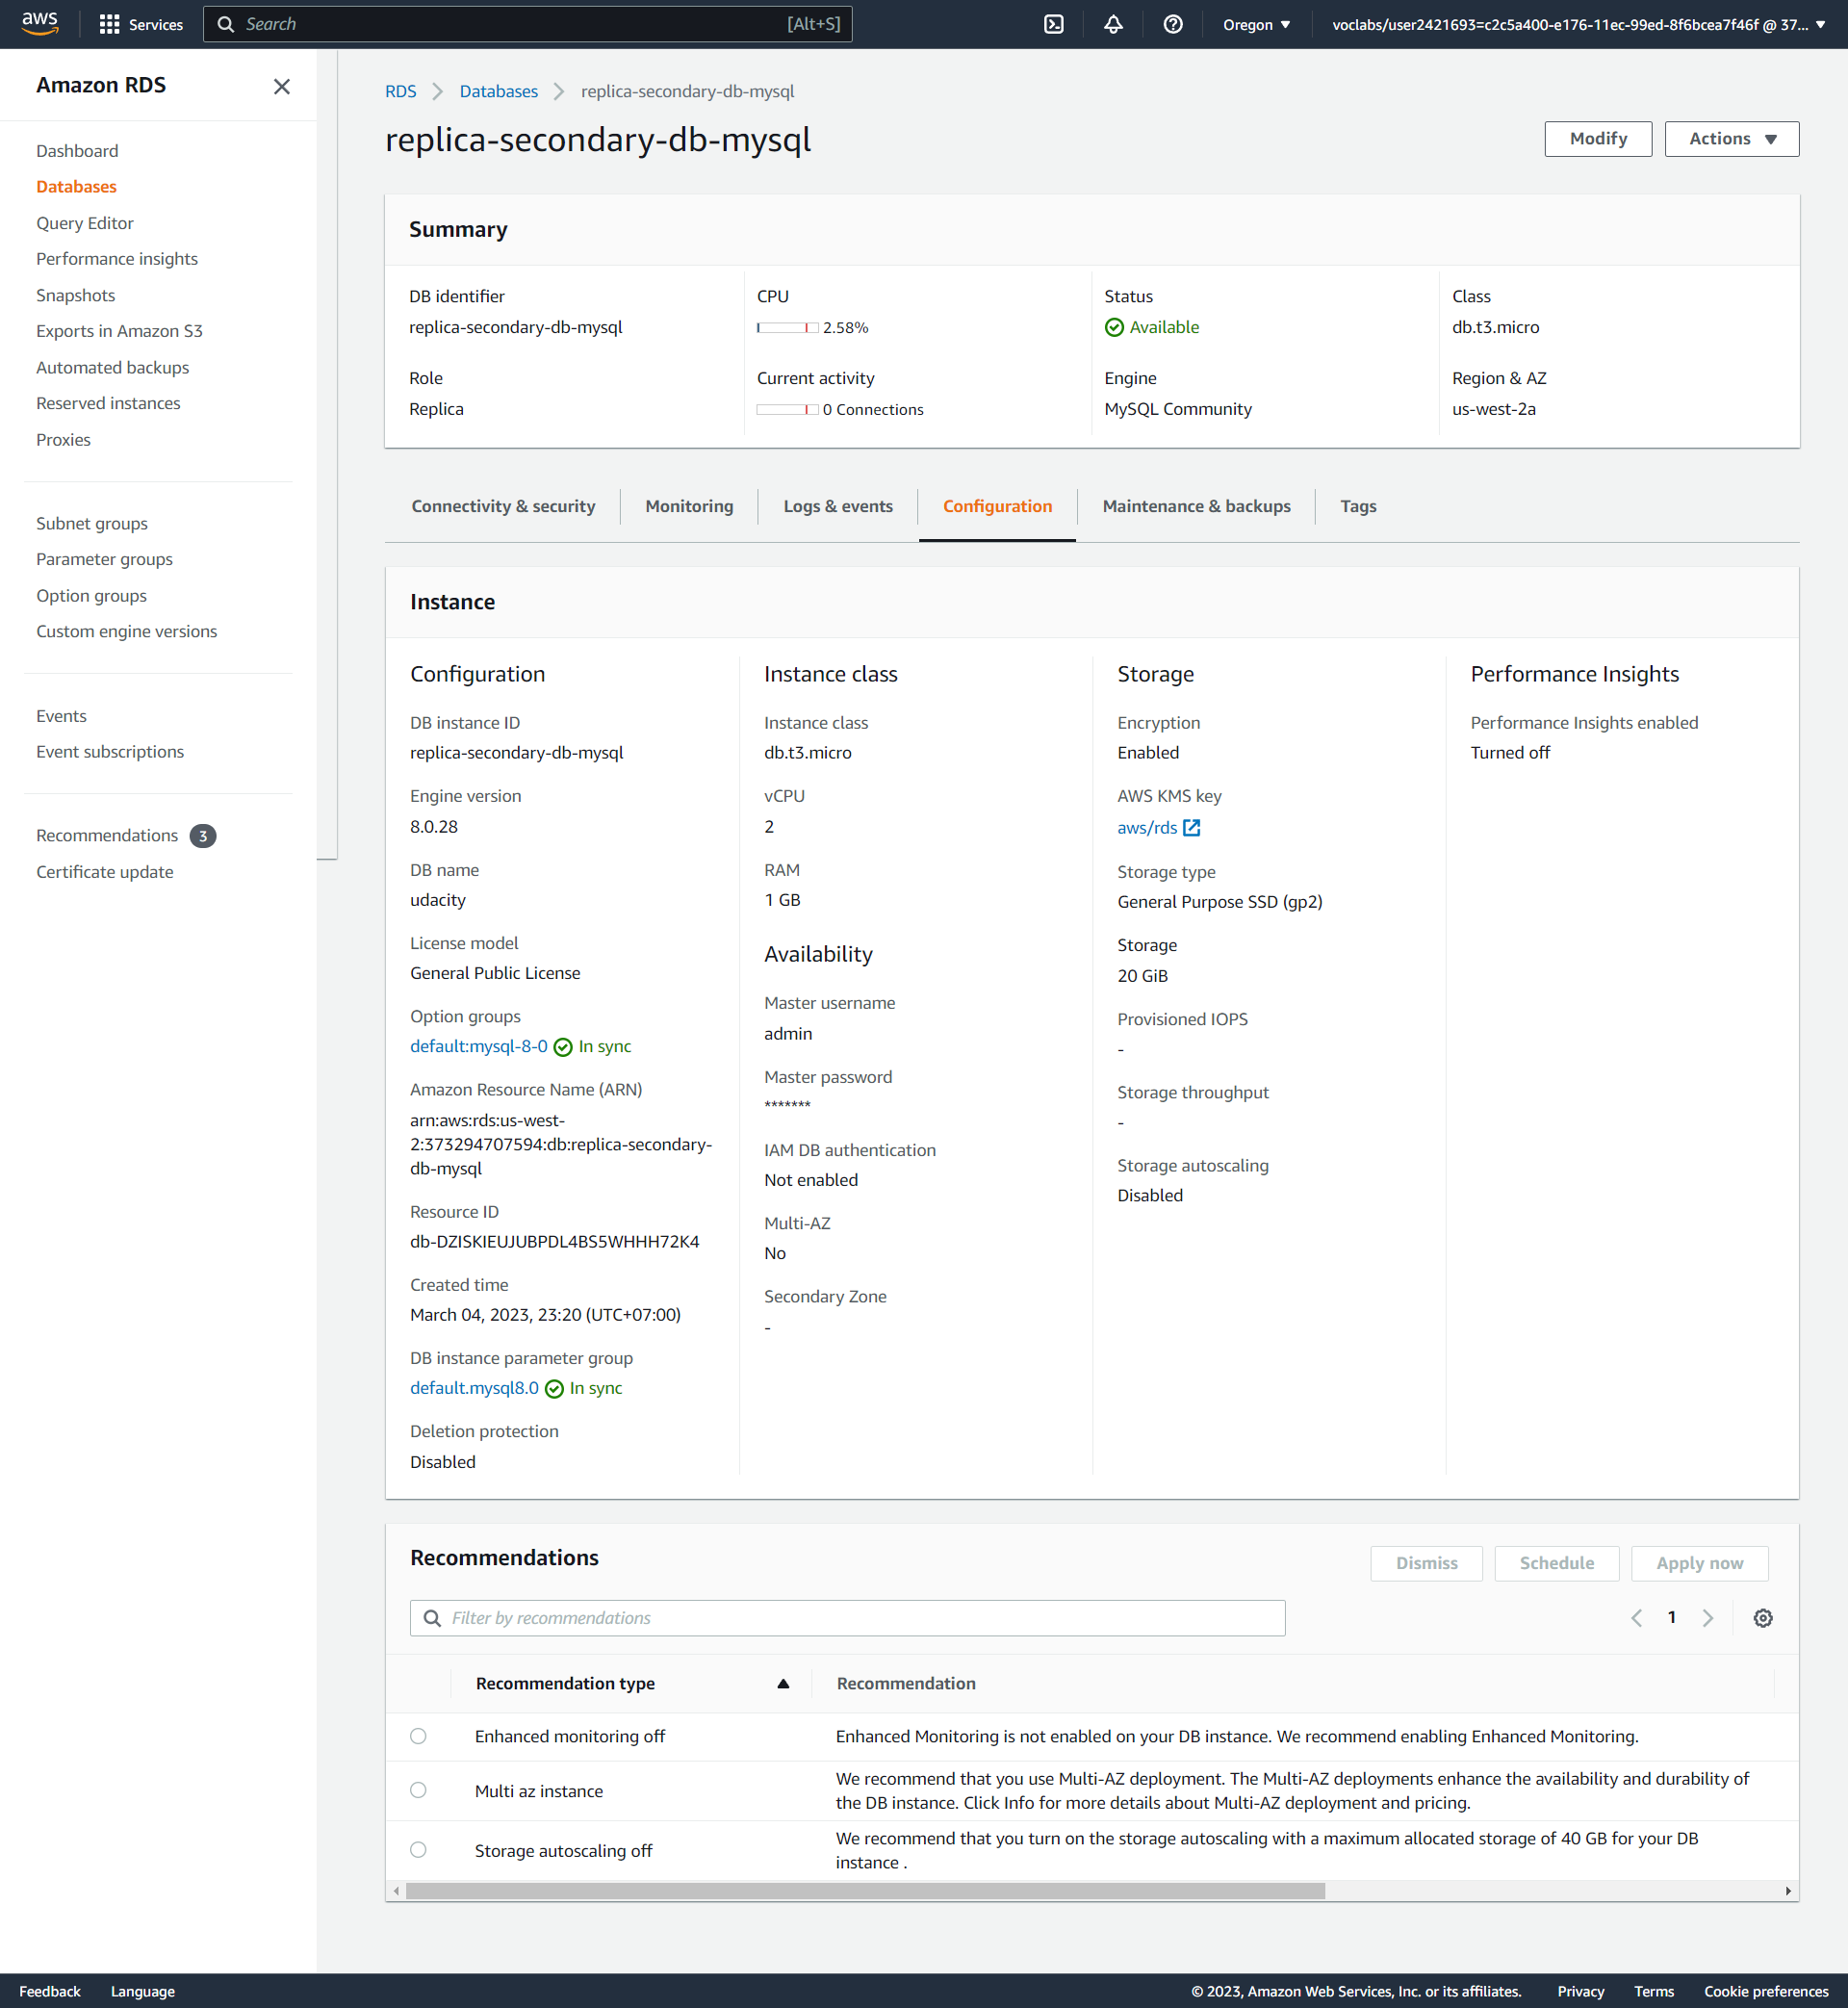 aws
Services
Search
[Alt+S]
Oregon
voclabs/user2421693=c2c5a400-e176-11ec-99ed-8f6bcea7f46f @ 37...
Amazon RDS
Dashboard
Databases
Query Editor
Performance insights
Snapshots
Exports in Amazon S3
Automated backups
Reserved instances
Proxies
Subnet groups
Parameter groups
Option groups
Custom engine versions
Events
Event subscriptions
Recommendations 3
Certificate update
RDS > Databases > replica-secondary-db-mysql
replica-secondary-db-mysql
Modify
Actions
Summary
DB identifier
replica-secondary-db-mysql
CPU
2.58%
Status
Available
Class
db.t3.micro
Role
Replica
Current activity
0 Connections
Engine
MySQL Community
Region & AZ
us-west-2a
Connectivity & security
Monitoring
Logs & events
Configuration
Maintenance & backups
Tags
Instance
Configuration
DB instance ID
replica-secondary-db-mysql
Engine version
8.0.28
DB name
udacity
License model
General Public License
Option groups
default:mysql-8-0 In sync
Amazon Resource Name (ARN)
arn:aws:rds:us-west-
2:373294707594:db:replica-secondary-
db-mysql
Resource ID
db-DZISKIEUJUBPDL4BS5WHHH72K4
Created time
March 04, 2023, 23:20 (UTC+07:00)
DB instance parameter group
default.mysql8.0 In sync
Deletion protection
Disabled
Instance class
Instance class
db.t3.micro
vCPU
2
RAM
1 GB
Availability
Master username
admin
Master password
*******
IAM DB authentication
Not enabled
Multi-AZ
No
Secondary Zone
-
Storage
Encryption
Enabled
AWS KMS key
aws/rds
Storage type
General Purpose SSD (gp2)
Storage
20 GiB
Provisioned IOPS
-
Storage throughput
-
Storage autoscaling
Disabled
Performance Insights
Performance Insights enabled
Turned off
Recommendations
Dismiss
Schedule
Apply now
Filter by recommendations
1
Recommendation type
Recommendation
Enhanced monitoring off
Enhanced Monitoring is not enabled on your DB instance. We recommend enabling Enhanced Monitoring.
Multi az instance
We recommend that you use Multi-AZ deployment. The Multi-AZ deployments enhance the availability and durability of
the DB instance. Click Info for more details about Multi-AZ deployment and pricing.
Storage autoscaling off
We recommend that you turn on the storage autoscaling with a maximum allocated storage of 40 GB for your DB
instance .
Feedback
Language
© 2023, Amazon Web Services, Inc. or its affiliates.
Privacy
Terms
Cookie preferences